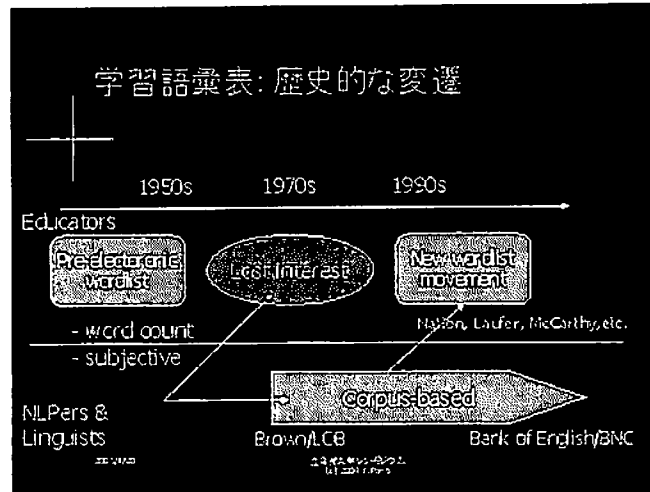 学習語彙表: 歴史的な変遷
1950s 1970s 1990s
Educators
Pre-electoronic
wordlist
Lost Interest
New wordlist
movement
- word count
- subjective
Nation, Laufer, McCarthy,etc.
Corpus-based
NLPers &
Linguists
Brown/LOB
Bank of English/BNC